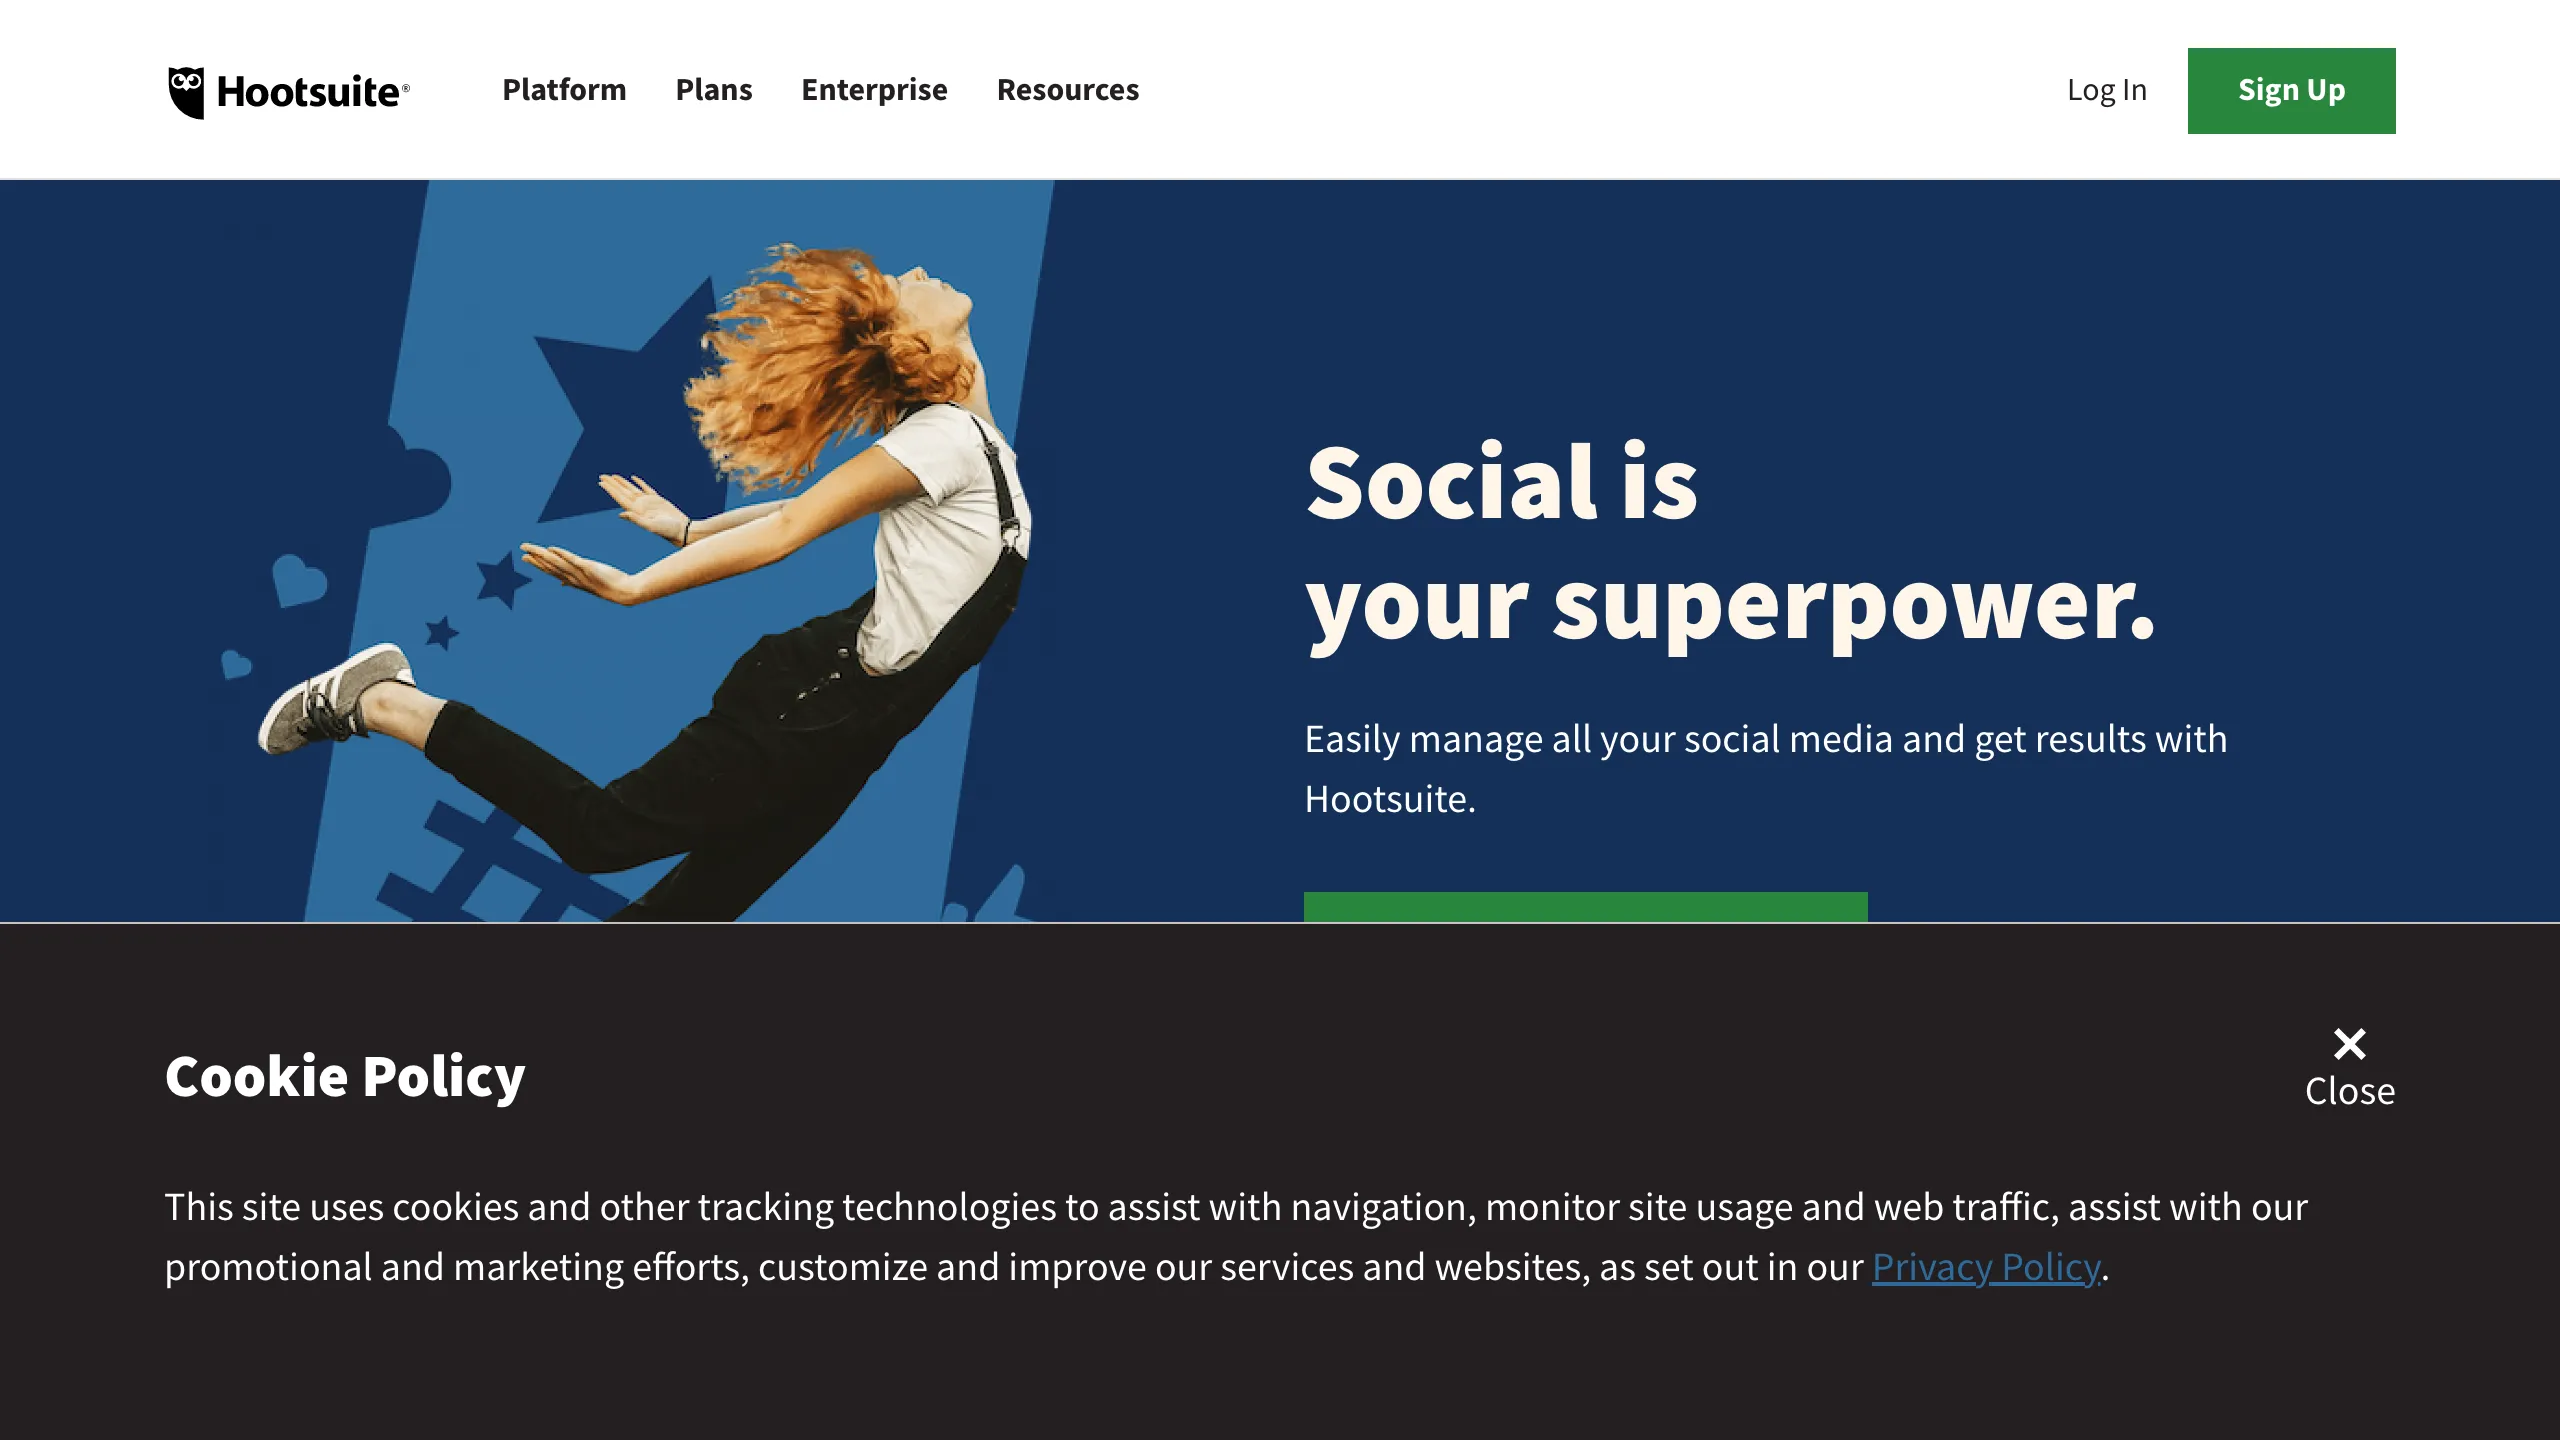 Hootsuite®
Platform
Plans
Enterprise
Resources
Log In
Sign Up
Social is
your superpower.
Easily manage all your social media and get results with
Hootsuite.
Cookie Policy
Close
This site uses cookies and other tracking technologies to assist with navigation, monitor site usage and web traffic, assist with our
promotional and marketing efforts, customize and improve our services and websites, as set out in our Privacy Policy.